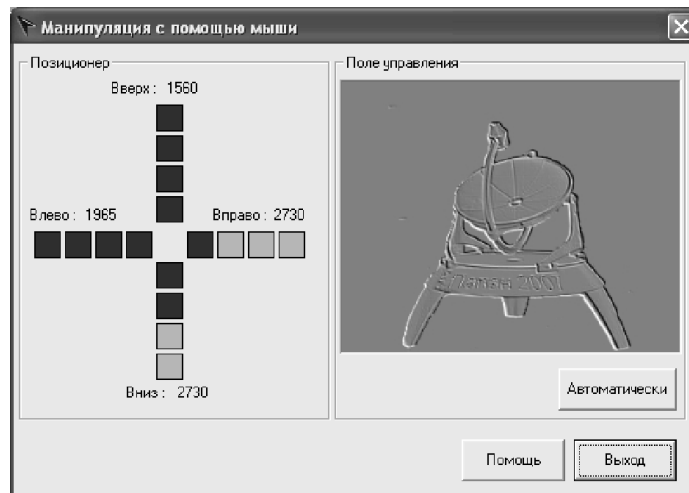 Манипуляция с помощью мыши
Позиционер
Вверх : 1560
Влево : 1965
Вправо : 2730
Вниз : 2730
Поле управления
Автоматически
Помощь
Выход